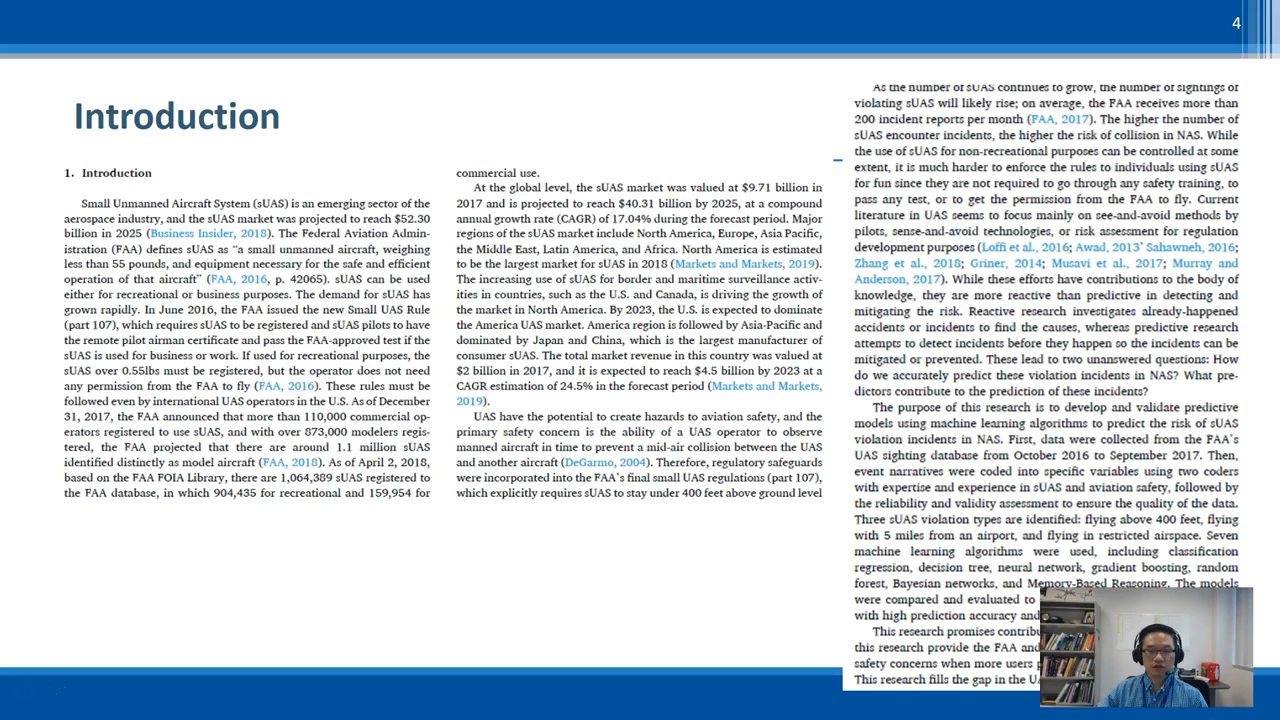 4
Introduction
1. Introduction
Small Unmanned Aircraft System (sUAS) is an emerging sector of the
aerospace industry, and the sUAS market was projected to reach $52.30
billion in 2025 (Business Insider, 2018). The Federal Aviation Admin-
istration (FAA) defines sUAS as “a small unmanned aircraft, weighing
less than 55 pounds, and equipment necessary for the safe and efficient
operation of that aircraft” (FAA, 2016, p. 42065). sUAS can be used
either for recreational or business purposes. The demand for sUAS has
grown rapidly. In June 2016, the FAA issued the new Small UAS Rule
(part 107), which requires sUAS to be registered and sUAS pilots to have
the remote pilot airman certificate and pass the FAA-approved test if the
sUAS is used for business or work. If used for recreational purposes, the
sUAS over 0.55lbs must be registered, but the operator does not need
any permission from the FAA to fly (FAA, 2016). These rules must be
followed even by international UAS operators in the U.S. As of December
31, 2017, the FAA announced that more than 110,000 commercial op-
erators registered to use sUAS, and with over 873,000 modelers regis-
tered, the FAA projected that there are around 1.1 million sUAS
identified distinctly as model aircraft (FAA, 2018). As of April 2, 2018,
based on the FAA FOIA Library, there are 1,064,389 sUAS registered to
the FAA database, in which 904,435 for recreational and 159,954 for
commercial use.
At the global level, the sUAS market was valued at $9.71 billion in
2017 and is projected to reach $40.31 billion by 2025, at a compound
annual growth rate (CAGR) of 17.04% during the forecast period. Major
regions of the sUAS market include North America, Europe, Asia Pacific,
the Middle East, Latin America, and Africa. North America is estimated
to be the largest market for sUAS in 2018 (Markets and Markets, 2019).
The increasing use of sUAS for border and maritime surveillance activ-
ities in countries, such as the U.S. and Canada, is driving the growth of
the market in North America. By 2023, the U.S. is expected to dominate
the America UAS market. America region is followed by Asia-Pacific and
dominated by Japan and China, which is the largest manufacturer of
consumer sUAS. The total market revenue in this country was valued at
$2 billion in 2017, and it is expected to reach $4.5 billion by 2023 at a
CAGR estimation of 24.5% in the forecast period (Markets and Markets,
2019).
UAS have the potential to create hazards to aviation safety, and the
primary safety concern is the ability of a UAS operator to observe
manned aircraft in time to prevent a mid-air collision between the UAS
and another aircraft (DeGarmo, 2004). Therefore, regulatory safeguards
were incorporated into the FAA’s final small UAS regulations (part 107),
which explicitly requires sUAS to stay under 400 feet above ground level
As the number of sUAS continues to grow, the number of sightings of
violating sUAS will likely rise; on average, the FAA receives more than
200 incident reports per month (FAA, 2017). The higher the number of
sUAS encounter incidents, the higher the risk of collision in NAS. While
the use of sUAS for non-recreational purposes can be controlled at some
extent, it is much harder to enforce the rules to individuals using sUAS
for fun since they are not required to go through any safety training, to
pass any test, or to get the permission from the FAA to fly. Current
literature in UAS seems to focus mainly on see-and-avoid methods by
pilots, sense-and-avoid technologies, or risk assessment for regulation
development purposes (Loffi et al., 2016; Awad, 2013’ Sahawneh, 2016;
Zhang et al., 2018; Griner, 2014; Musavi et al., 2017; Murray and
Anderson, 2017). While these efforts have contributions to the body of
knowledge, they are more reactive than predictive in detecting and
mitigating the risk. Reactive research investigates already-happened
accidents or incidents to find the causes, whereas predictive research
attempts to detect incidents before they happen so the incidents can be
mitigated or prevented. These lead to two unanswered questions: How
do we accurately predict these violation incidents in NAS? What pre-
dictors contribute to the prediction of these incidents?
The purpose of this research is to develop and validate predictive
models using machine learning algorithms to predict the risk of sUAS
violation incidents in NAS. First, data were collected from the FAA’s
UAS sighting database from October 2016 to September 2017. Then,
event narratives were coded into specific variables using two coders
with expertise and experience in sUAS and aviation safety, followed by
the reliability and validity assessment to ensure the quality of the data.
Three sUAS violation types are identified: flying above 400 feet, flying
with 5 miles from an airport, and flying in restricted airspace. Seven
machine learning algorithms were used, including classification
regression, decision tree, neural network, gradient boosting, random
forest, Bayesian networks, and Memory-Based Reasoning. The models
were compared and evaluated to
with high prediction accuracy and
This research promises contribu
this research provide the FAA and
safety concerns when more users
This research fills the gap in the